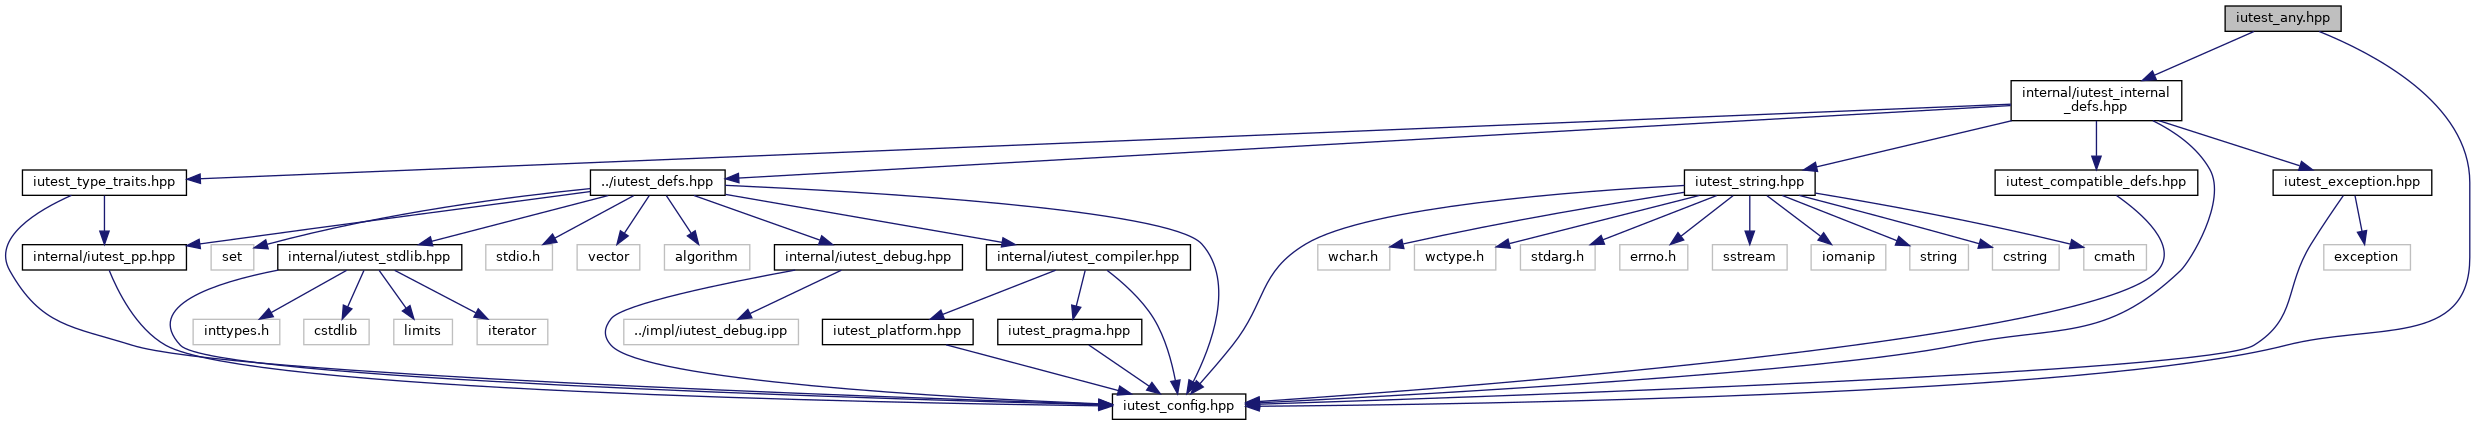 iutest_any.hpp
internal/iutest_internal
_defs.hpp
iutest_type_traits.hpp
../iutest_defs.hpp
iutest_string.hpp
iutest_compatible_defs.hpp
iutest_exception.hpp
internal/iutest_pp.hpp
set
internal/iutest_stdlib.hpp
stdio.h
vector
algorithm
internal/iutest_debug.hpp
internal/iutest_compiler.hpp
wchar.h
wctype.h
stdarg.h
errno.h
sstream
iomanip
string
cstring
cmath
exception
inttypes.h
cstdlib
limits
iterator
../impl/iutest_debug.ipp
iutest_platform.hpp
iutest_pragma.hpp
iutest_config.hpp